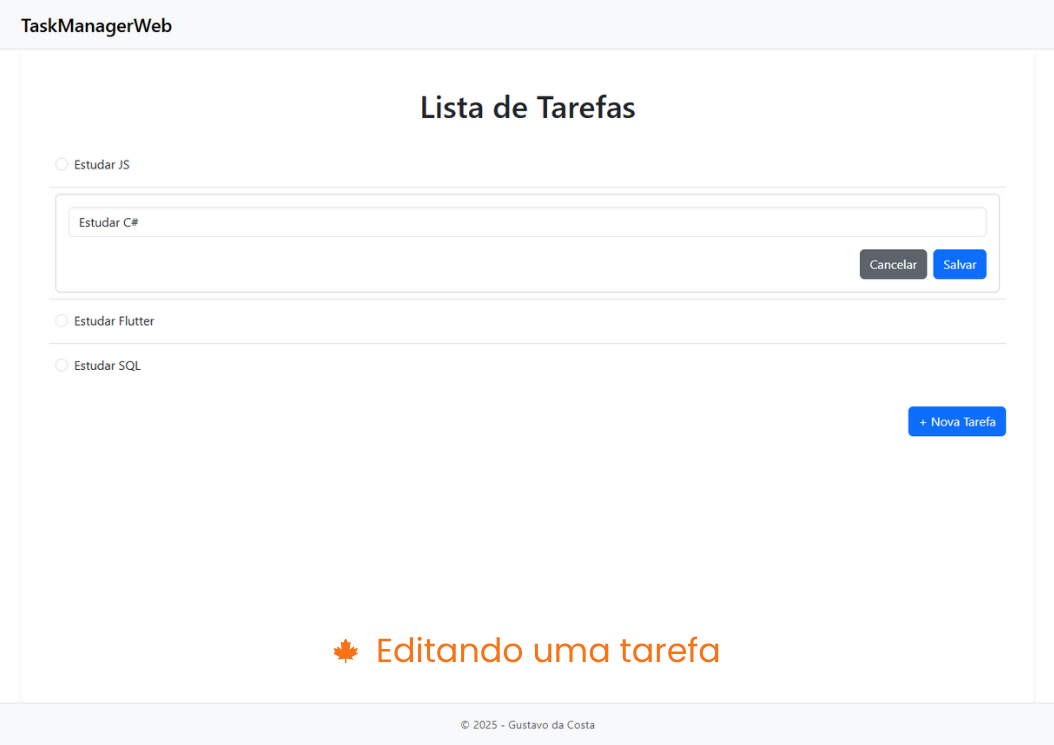 TaskManagerWeb
Lista de Tarefas
Estudar JS
Estudar C#
Cancelar Salvar
Estudar Flutter
Estudar SQL
+ Nova Tarefa
Editando uma tarefa
© 2025 - Gustavo da Costa